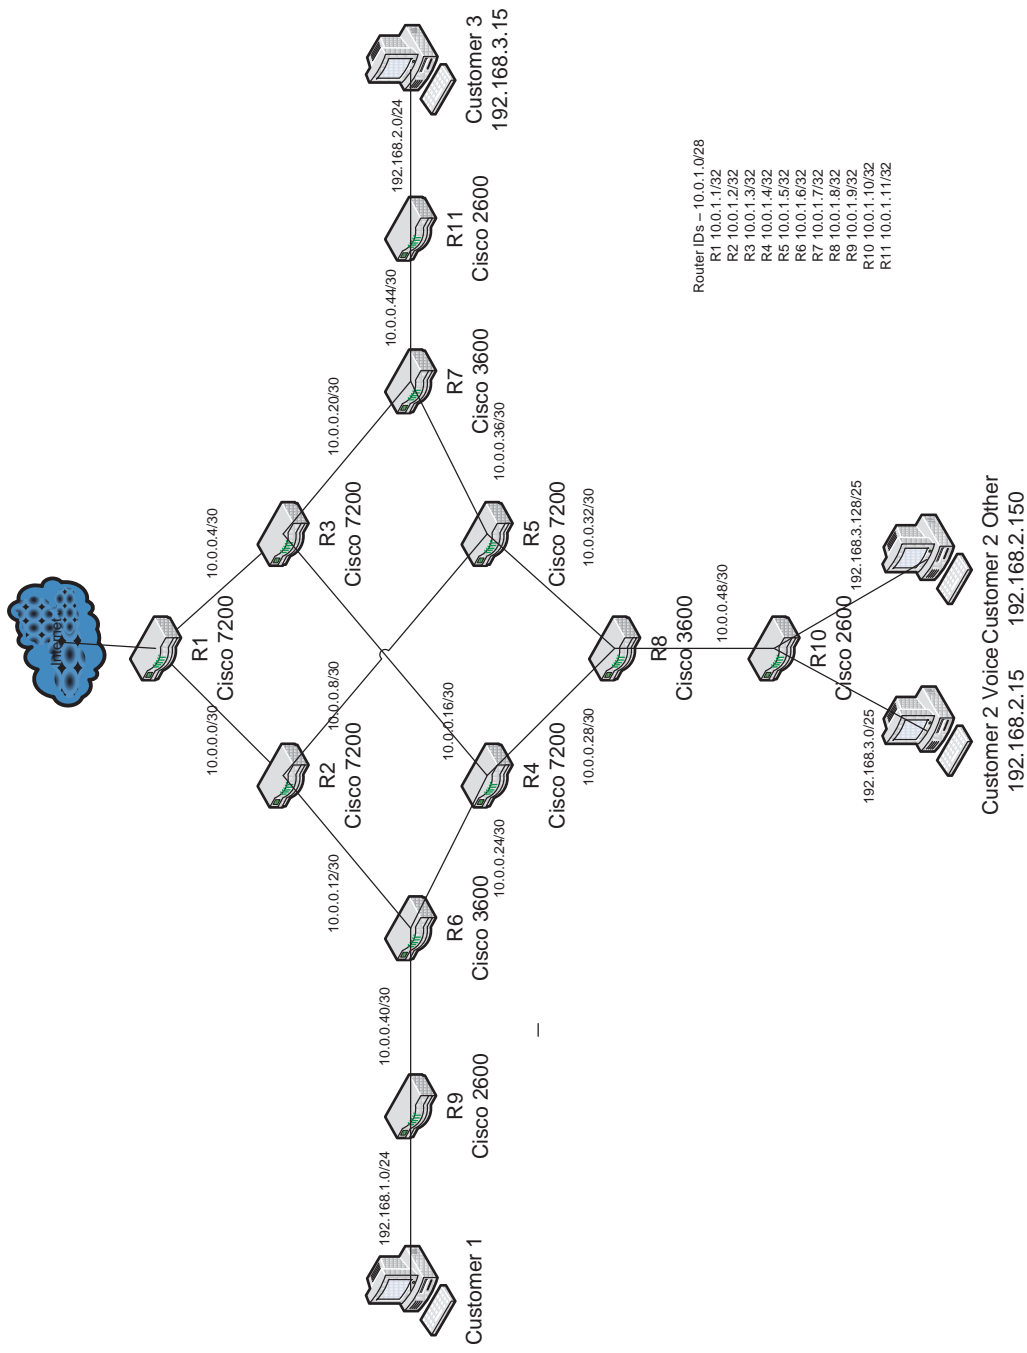 Internet
R1
Cisco 7200
10.0.0.0/30
10.0.0.4/30
R2
Cisco 7200
R3
Cisco 7200
10.0.0.12/30
10.0.0.8/30
10.0.0.16/30
10.0.0.20/30
Customer 1
192.168.1.0/24
R9
Cisco 2600
10.0.0.40/30
R6
Cisco 3600
10.0.0.24/30
R4
Cisco 7200
R5
Cisco 7200
10.0.0.36/30
R7
Cisco 3600
10.0.0.44/30
R11
Cisco 2600
192.168.2.0/24
Customer 3
192.168.3.15
10.0.0.28/30
10.0.0.32/30
R8
Cisco 3600
10.0.0.48/30
R10
Cisco 2600
192.168.3.0/25
192.168.3.128/25
Customer 2 Voice
192.168.2.15
Customer 2 Other
192.168.2.150
Router IDs – 10.0.1.0/28
R1 10.0.1.1/32
R2 10.0.1.2/32
R3 10.0.1.3/32
R4 10.0.1.4/32
R5 10.0.1.5/32
R6 10.0.1.6/32
R7 10.0.1.7/32
R8 10.0.1.8/32
R9 10.0.1.9/32
R10 10.0.1.10/32
R11 10.0.1.11/32